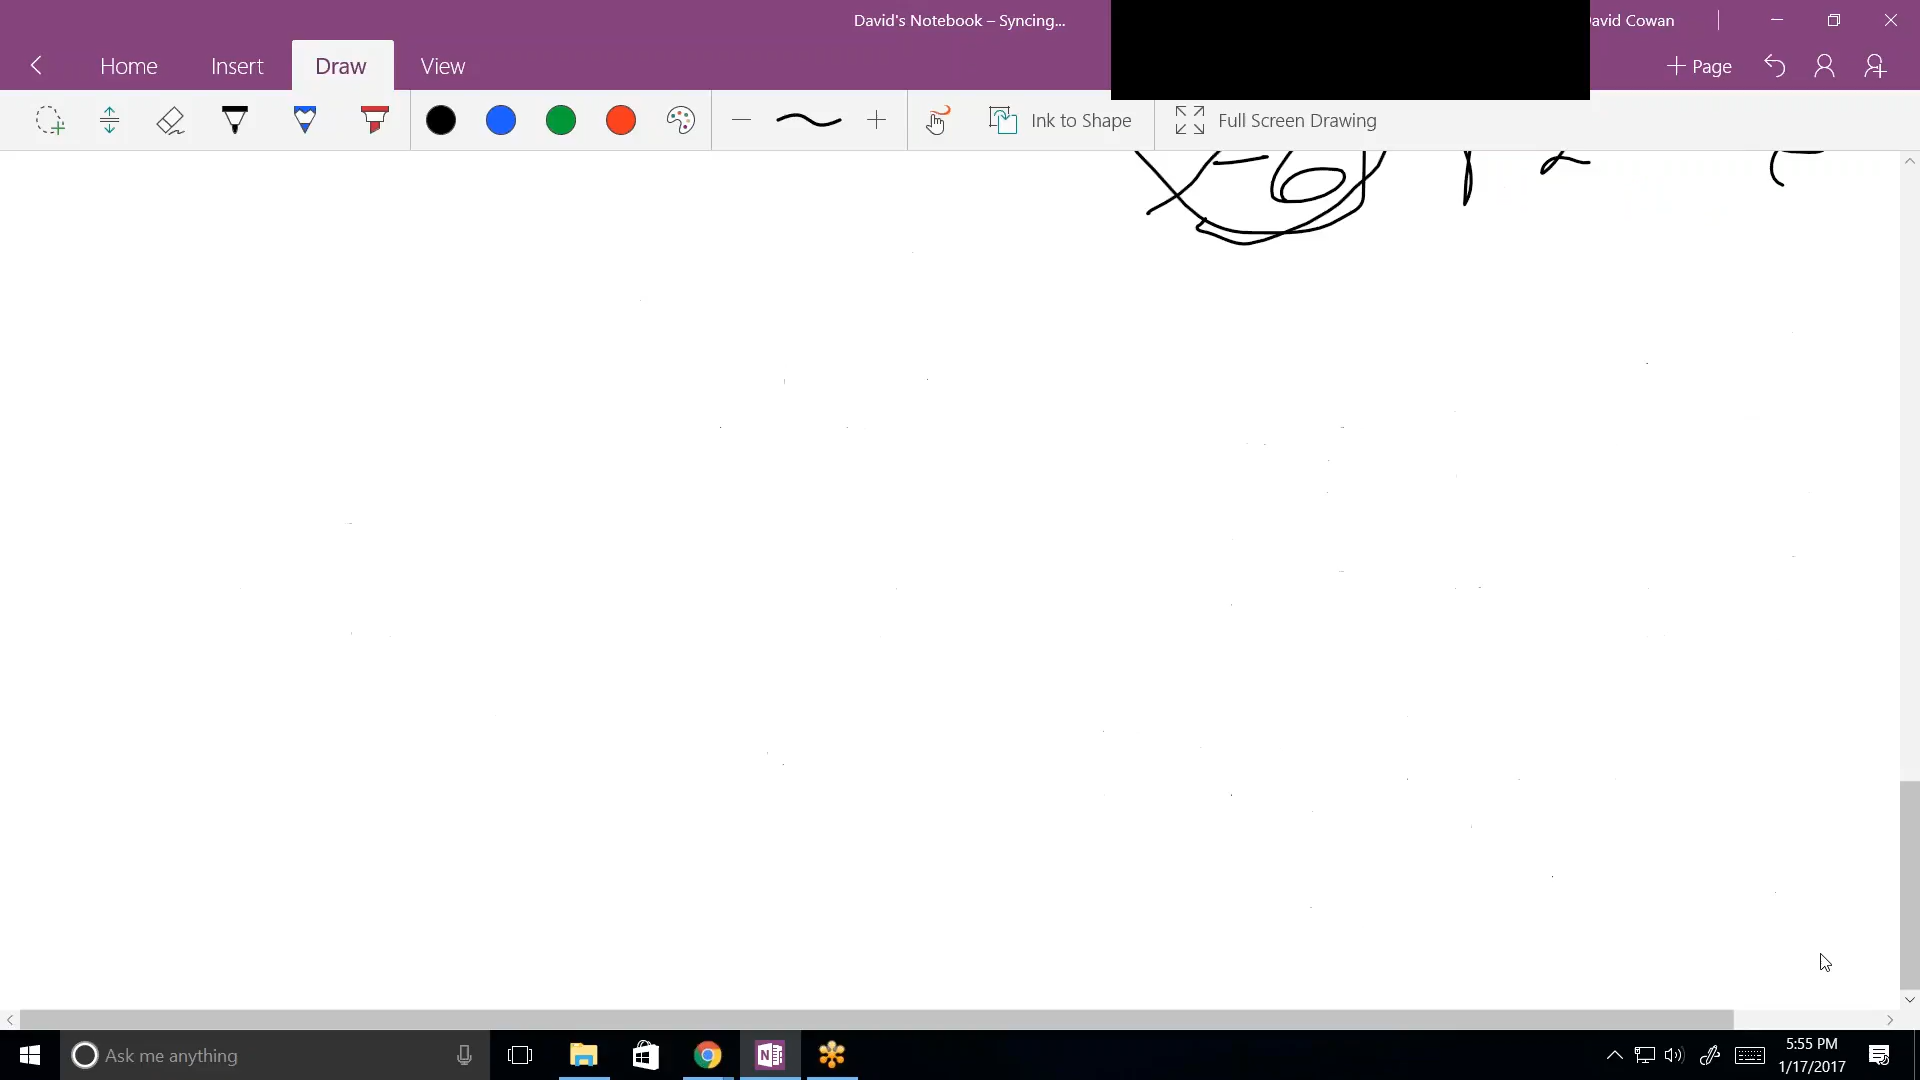 David's Notebook – Syncing...
avid Cowan
Home Insert Draw View
Page
Ink to Shape
Full Screen Drawing
-6
Ask me anything
N
5:55 PM
1/17/2017